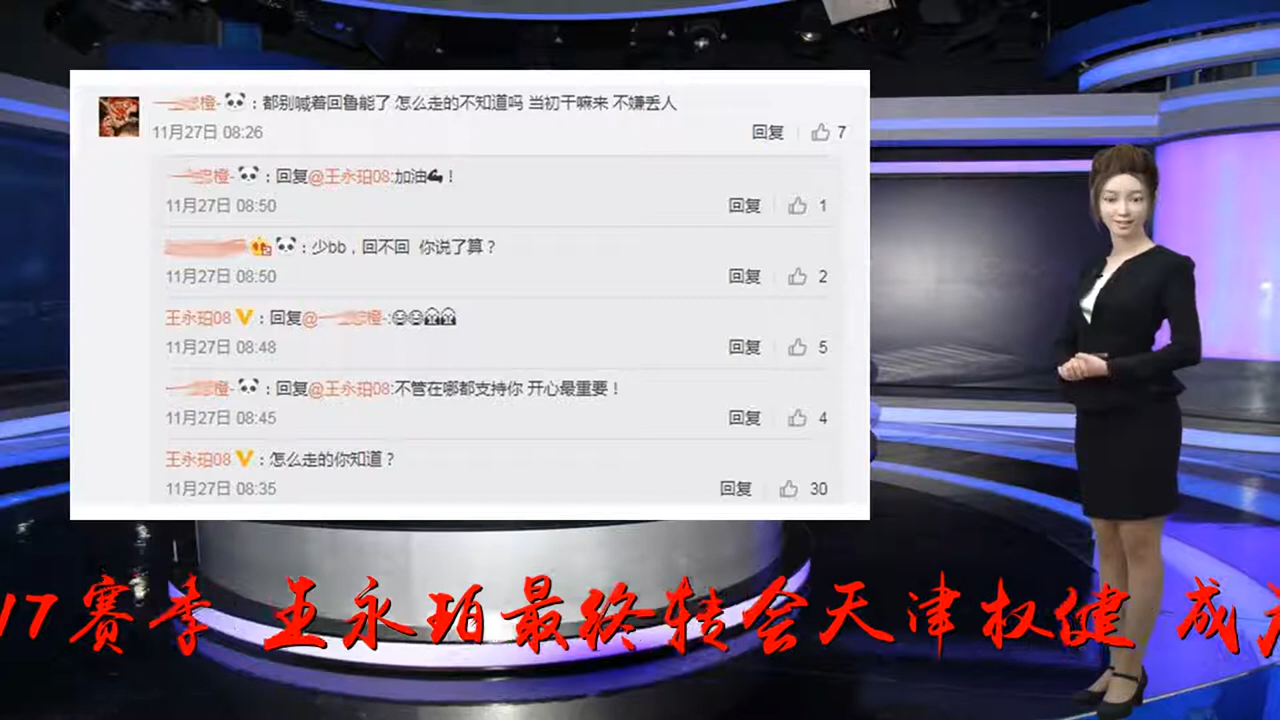 橙-：都别喊着回鲁能了 怎么走的不知道吗 当初干嘛来 不嫌丢人
11月27日 08:26 回复 7
橙-：回复@王永珀08:加油💪！
11月27日 08:50 回复 1
：少bb，回不回 你说了算？
11月27日 08:50 回复 2
王永珀08：回复@橙-:
11月27日 08:48 回复 5
橙-：回复@王永珀08:不管在哪都支持你 开心最重要！
11月27日 08:45 回复 4
王永珀08：怎么走的你知道？
11月27日 08:35 回复 30
17赛季 王永珀最终转会天津权健 成